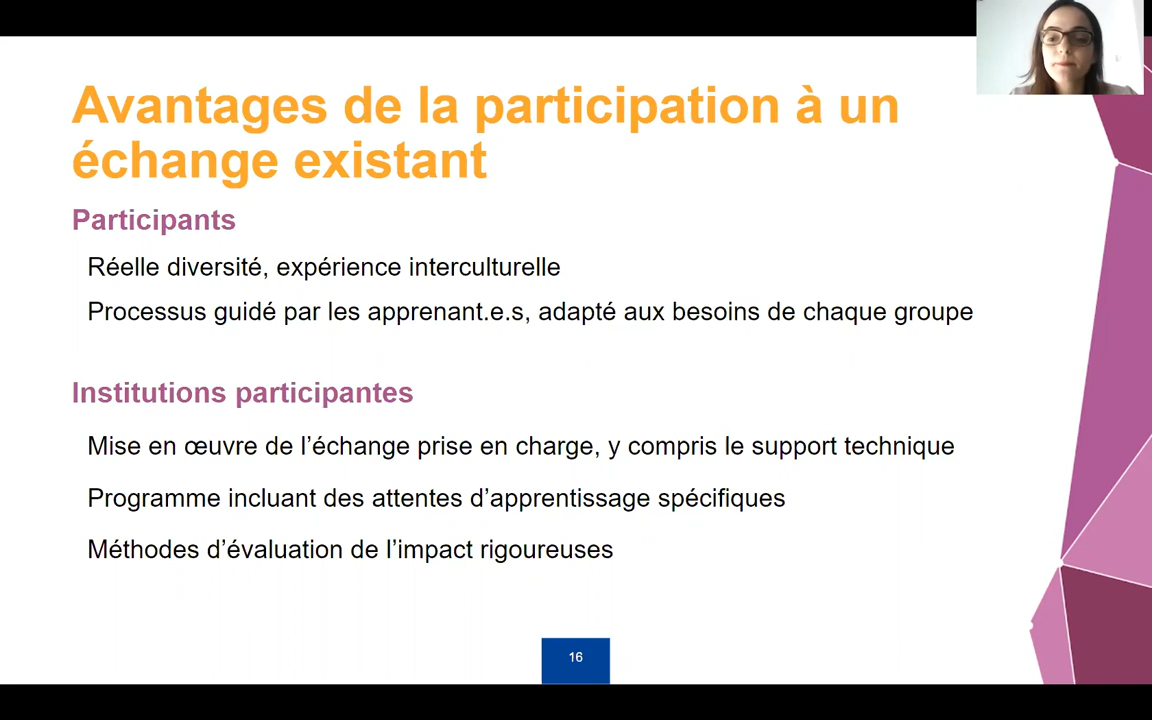 Avantages de la participation à un
échange existant
Participants
Réelle diversité, expérience interculturelle
Processus guidé par les apprenant.e.s, adapté aux besoins de chaque groupe
Institutions participantes
Mise en œuvre de l’échange prise en charge, y compris le support technique
Programme incluant des attentes d’apprentissage spécifiques
Méthodes d’évaluation de l’impact rigoureuses
16